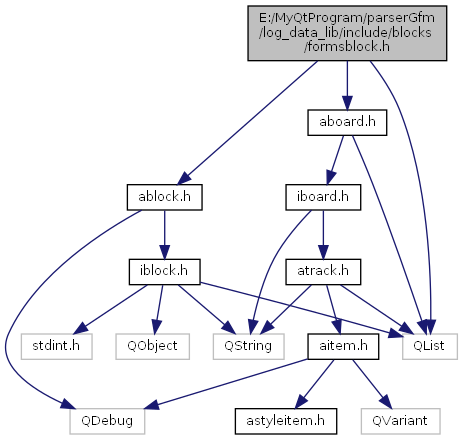 E:/MyQtProgram/parserGfm
/log_data_lib/include/blocks
/formsblock.h
aboard.h
ablock.h
iboard.h
iblock.h
atrack.h
stdint.h
QObject
QString
aitem.h
QList
QDebug
astyleitem.h
QVariant